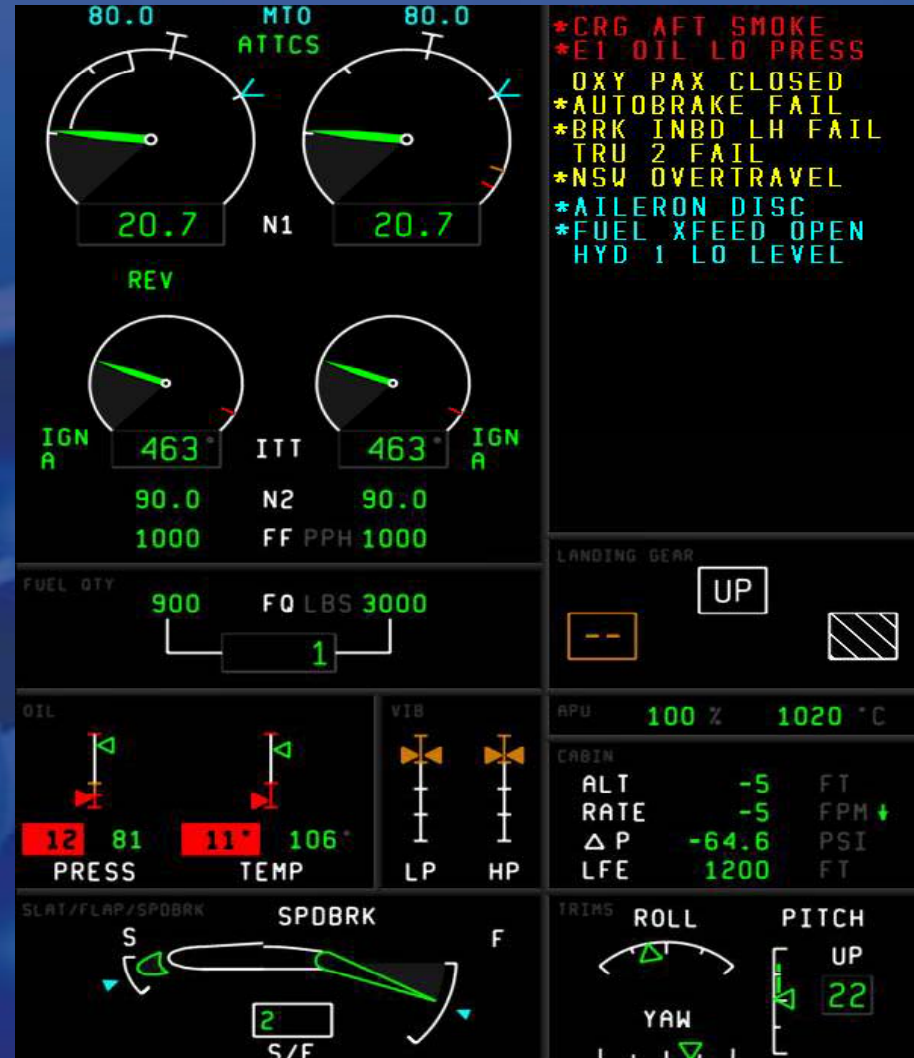 80.0 MTO 80.0
ATTCS
20.7 N1 20.7
REV
IGN A 463° ITT 463° IGN A
90.0 N2 90.0
1000 FF PPH 1000
FUEL QTY
900 FQ LBS 3000
1
OIL
12 81 11° 106°
PRESS TEMP
VIB
LP HP
SLAT/FLAP/SPDBRK
SPDBRK
S F
2
S/F
*CRG AFT SMOKE
*E1 OIL LO PRESS
OXY PAX CLOSED
*AUTOBRAKE FAIL
*BRK INBD LH FAIL
TRU 2 FAIL
*NSW OVERTRAVEL
*AILERON DISC
*FUEL XFEED OPEN
HYD 1 LO LEVEL
LANDING GEAR
UP
--
APU 100 % 1020 °C
CABIN
ALT -5 FT
RATE -5 FPM
Δ P -64.6 PSI
LFE 1200 FT
TRIMS
ROLL PITCH
UP
22
YAW